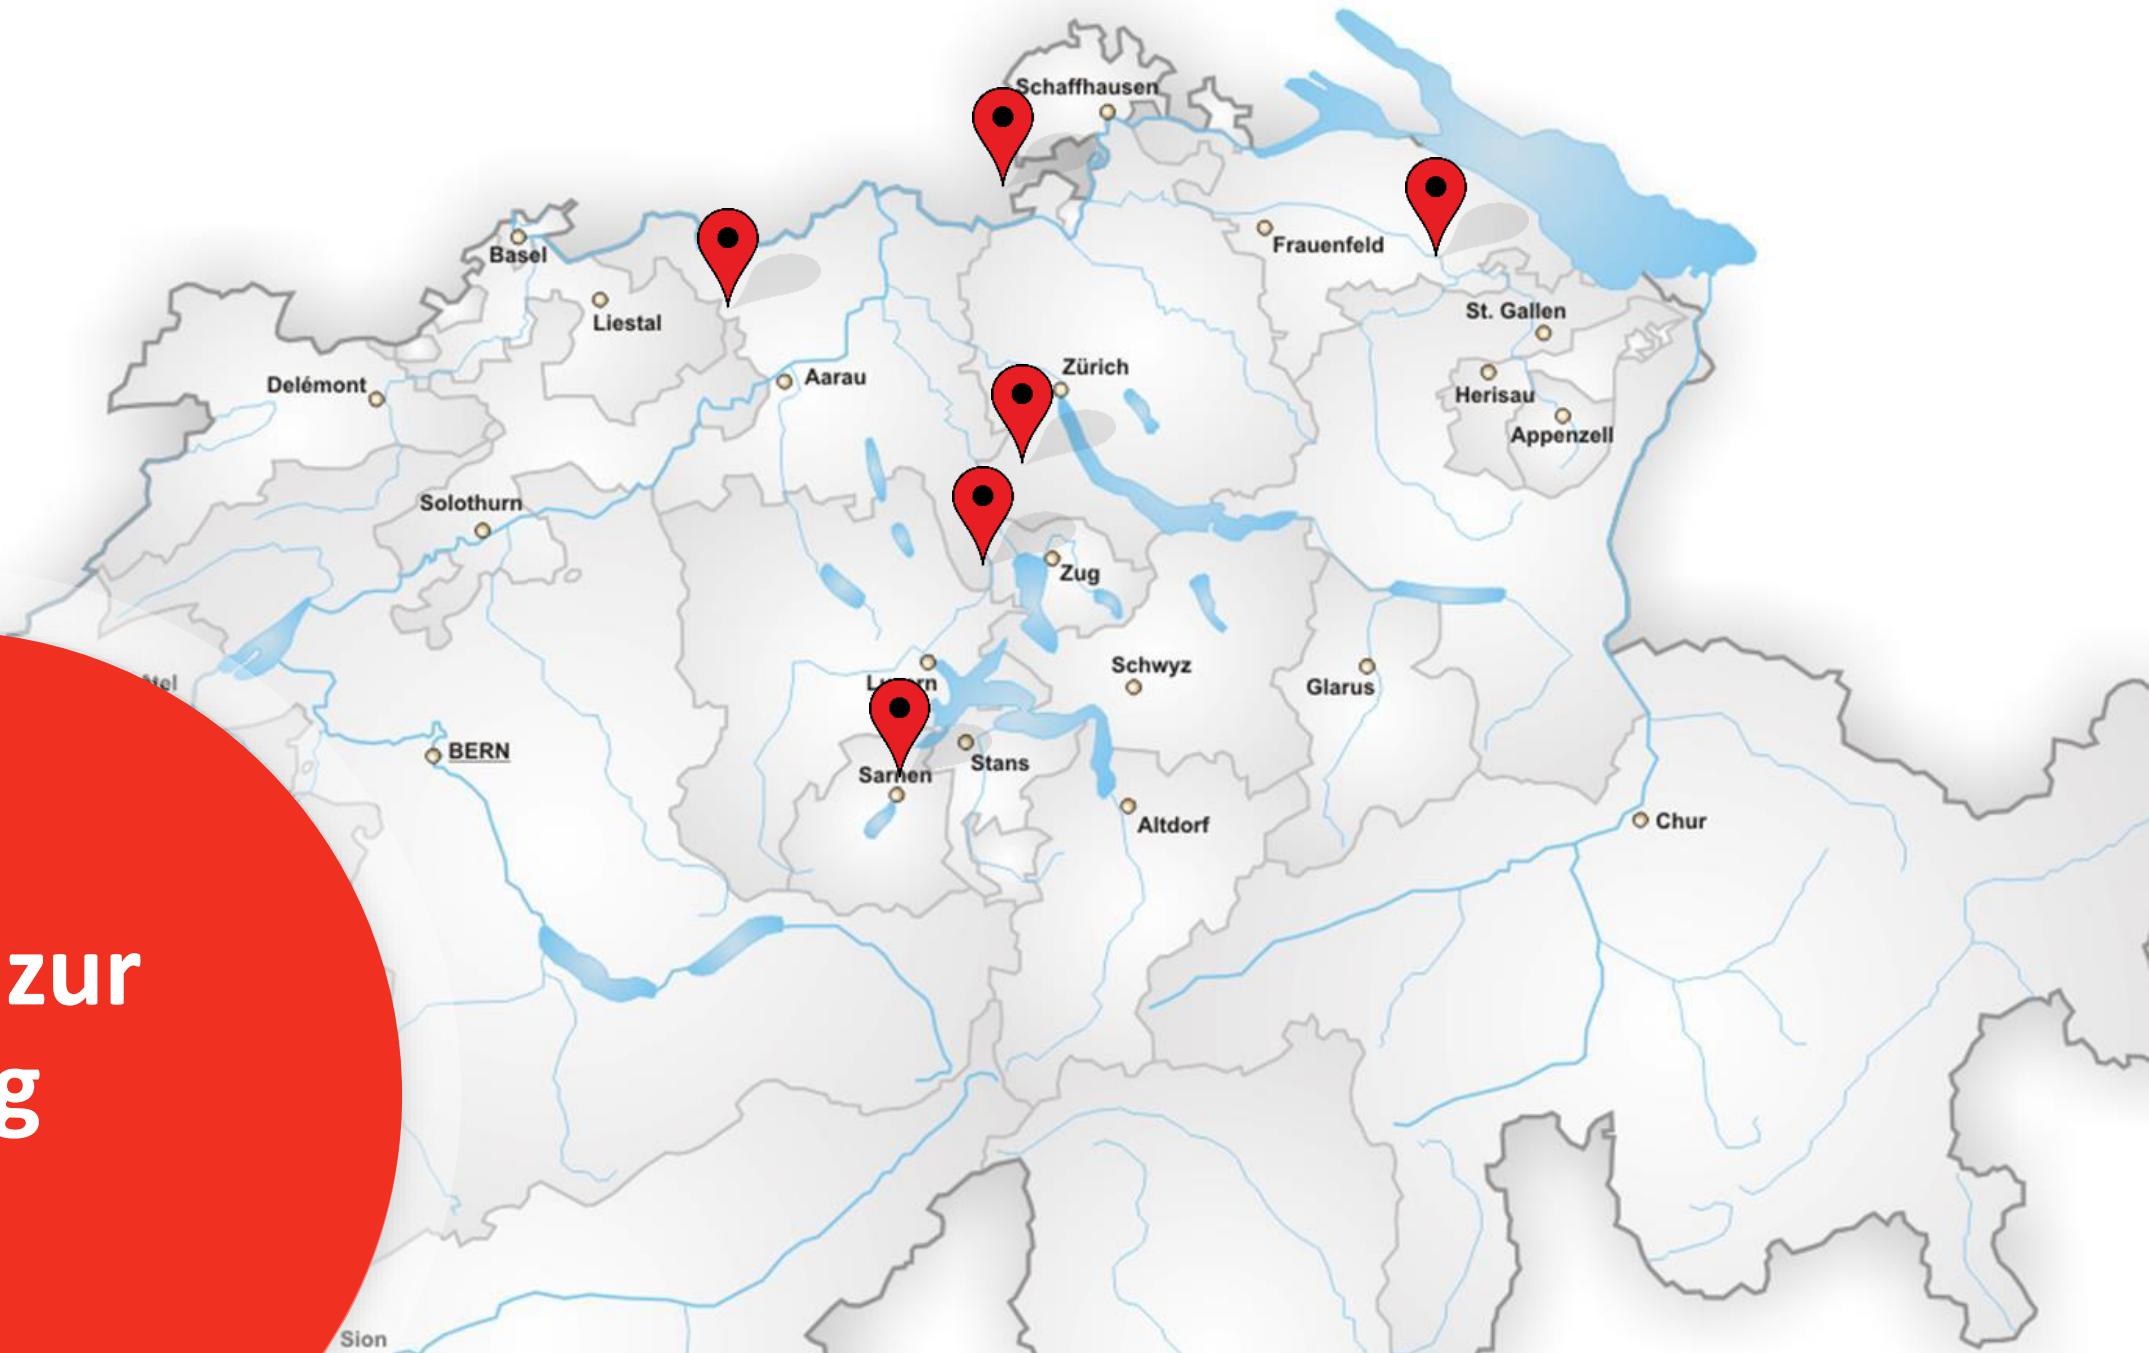 Schaffhausen
Basel
Frauenfeld
Liestal
St. Gallen
Zürich
Aarau
Delémont
Herisau
Appenzell
Solothurn
Zug
Schwyz
Glarus
BERN
Stans
Sarnen
Altdorf
Chur
zur
g
Sion